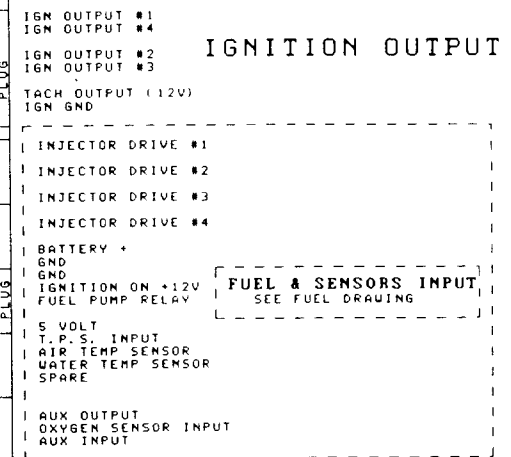 IGN OUTPUT #1
IGN OUTPUT #4
IGN OUTPUT #2
IGN OUTPUT #3
IGNITION OUTPUT
TACH OUTPUT (12V)
IGN GND
PLUG
INJECTOR DRIVE #1
INJECTOR DRIVE #2
INJECTOR DRIVE #3
INJECTOR DRIVE #4
BATTERY +
GND
GND
IGNITION ON +12V
FUEL PUMP RELAY
FUEL & SENSORS INPUT
SEE FUEL DRAWING
PLUG
5 VOLT
T.P.S. INPUT
AIR TEMP SENSOR
WATER TEMP SENSOR
SPARE
AUX OUTPUT
OXYGEN SENSOR INPUT
AUX INPUT